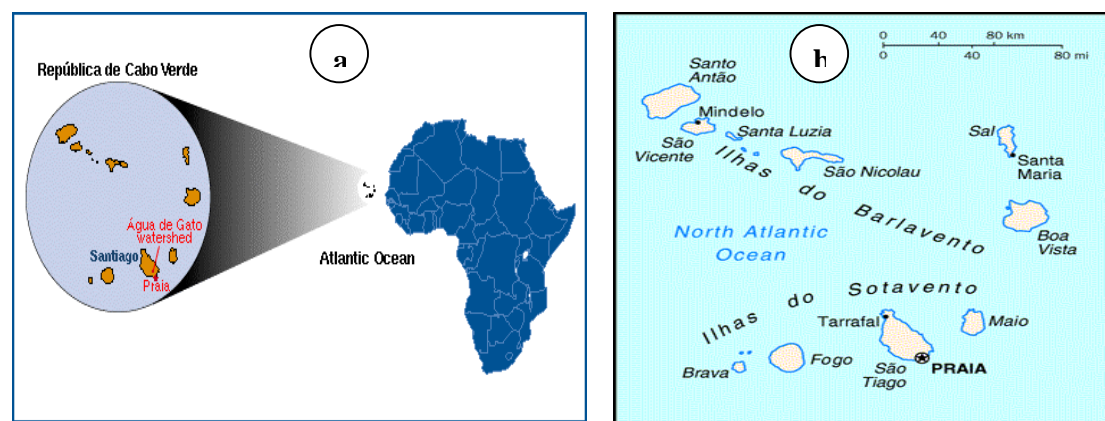 a
República de Cabo Verde
Água de Gato
watershed
Santiago
Praia
Atlantic Ocean
b
0 40 80 km
0 40 80 mi
Santo
Antão
Mindelo
São
Vicente
Santa Luzia
São Nicolau
Sal
Santa
Maria
Boa
Vista
Ilhas do Barlavento
North Atlantic
Ocean
Ilhas do Sotavento
Tarrafal
Maio
Brava
Fogo
São
Tiago
PRAIA